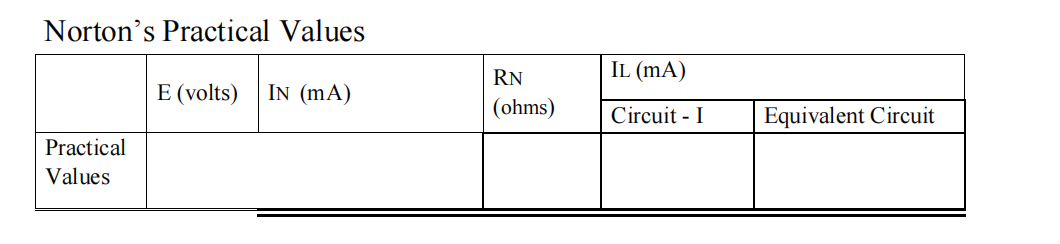 Norton’s Practical Values
E (volts)
IN (mA)
RN
(ohms)
IL (mA)
Circuit - I
Equivalent Circuit
Practical
Values